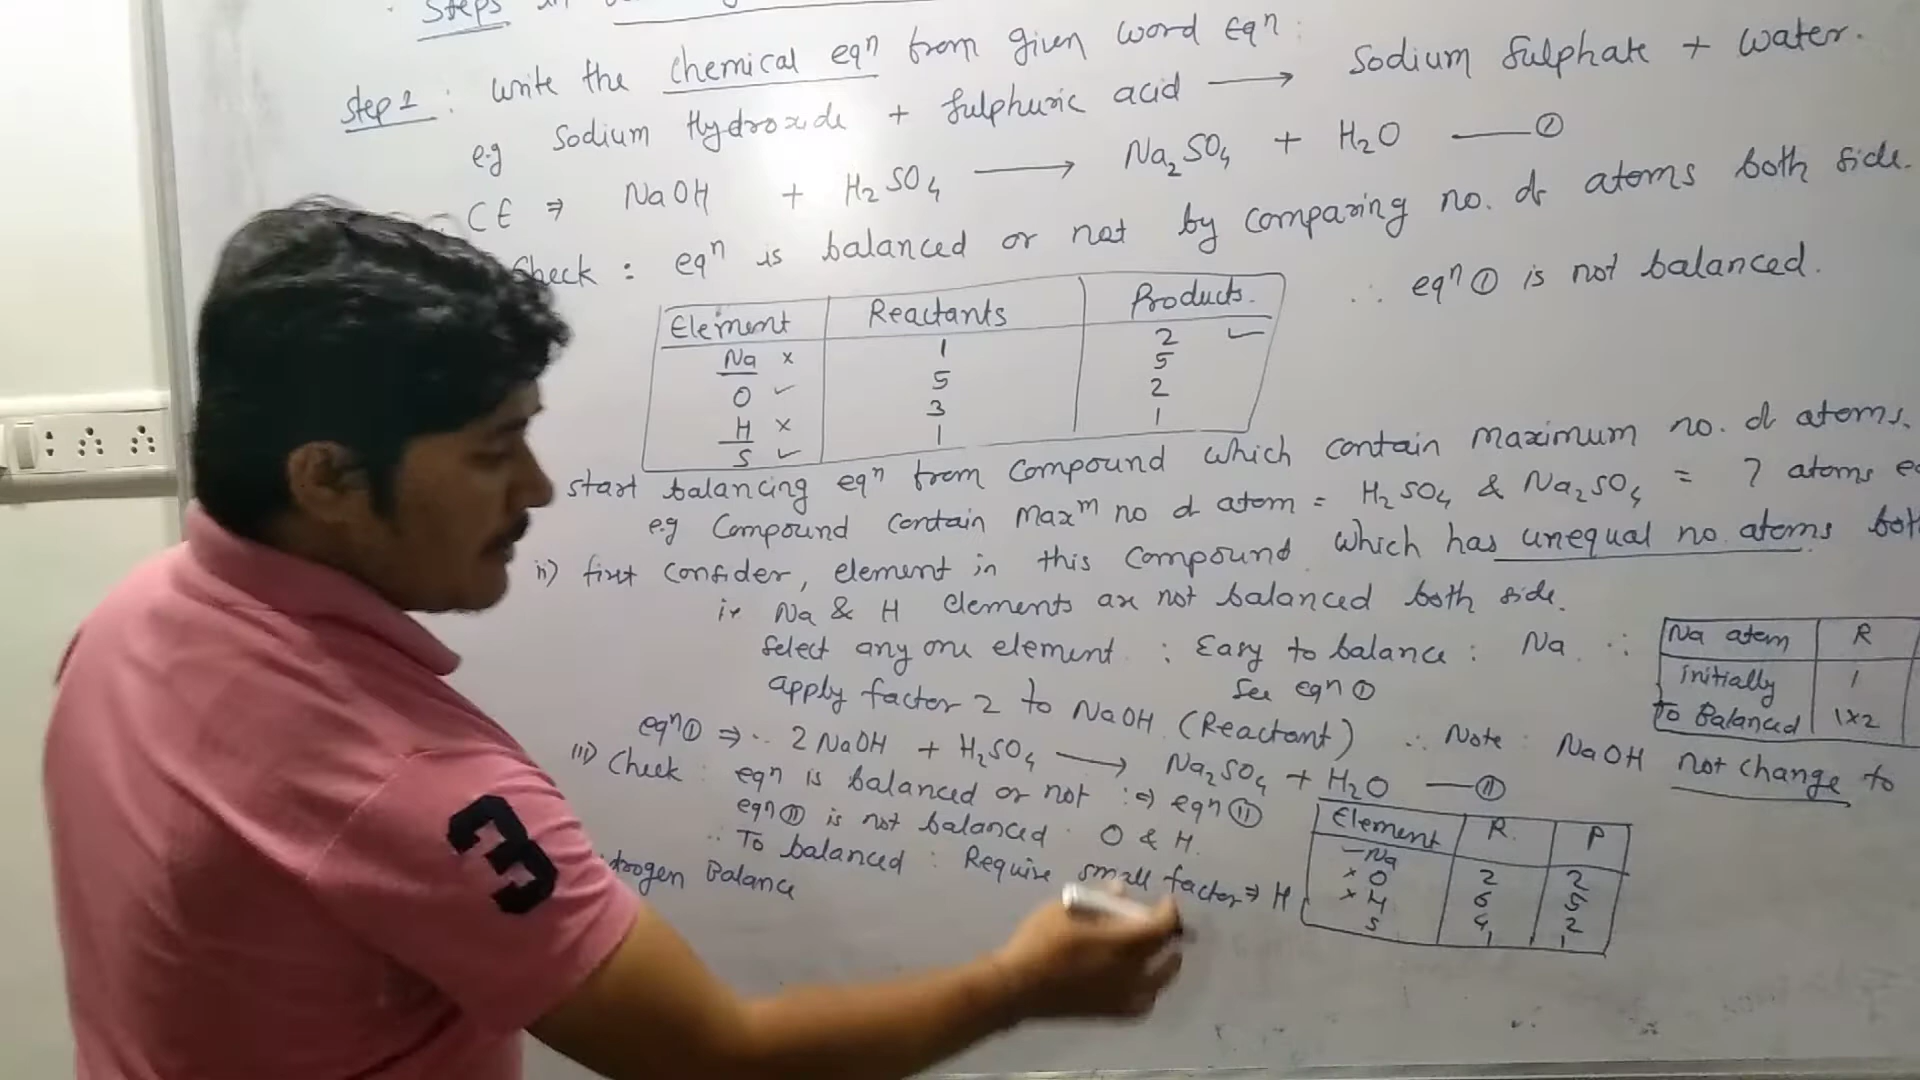 Steps in
Step 1 : Write the chemical eqⁿ from given word Eqⁿ :
e.g Sodium Hydroxide + Sulphuric acid ⟶ Sodium Sulphate + Water.
CE ⇒ NaOH + H₂SO₄ ⟶ Na₂SO₄ + H₂O —— ①
Check : eqⁿ is balanced or not by comparing no. of atoms both side.
∴ eqⁿ ① is not balanced.
Element Reactants Products.
Na × 1 2 ✓
O ✓ 5 5
H × 3 2
S ✓ 1 1
start balancing eqⁿ from compound which contain maximum no. of atoms.
e.g Compound contain maxᵐ no of atom = H₂SO₄ & Na₂SO₄ = 7 atoms
ii) first consider, element in this compound which has unequal no. atoms
ie Na & H elements are not balanced both side.
Select any one element : Easy to balance : Na ∴
see eqn ①
Na atom R
initially 1
To Balanced 1×2
apply factor 2 to NaOH (Reactant) ∴ Note : NaOH not change to
eqⁿ① ⇒ 2 NaOH + H₂SO₄ ⟶ Na₂SO₄ + H₂O —— ⑪
iii) Check : eqⁿ is balanced or not ⇒ eqⁿ ⑪
eqⁿ ⑪ is not balanced. O & H.
∴ To balanced : Require small factor ⇒ H
drogen Balance
Element R. P
– Na 2 2
× O 6 5
× H 4 2
S 1 1
3